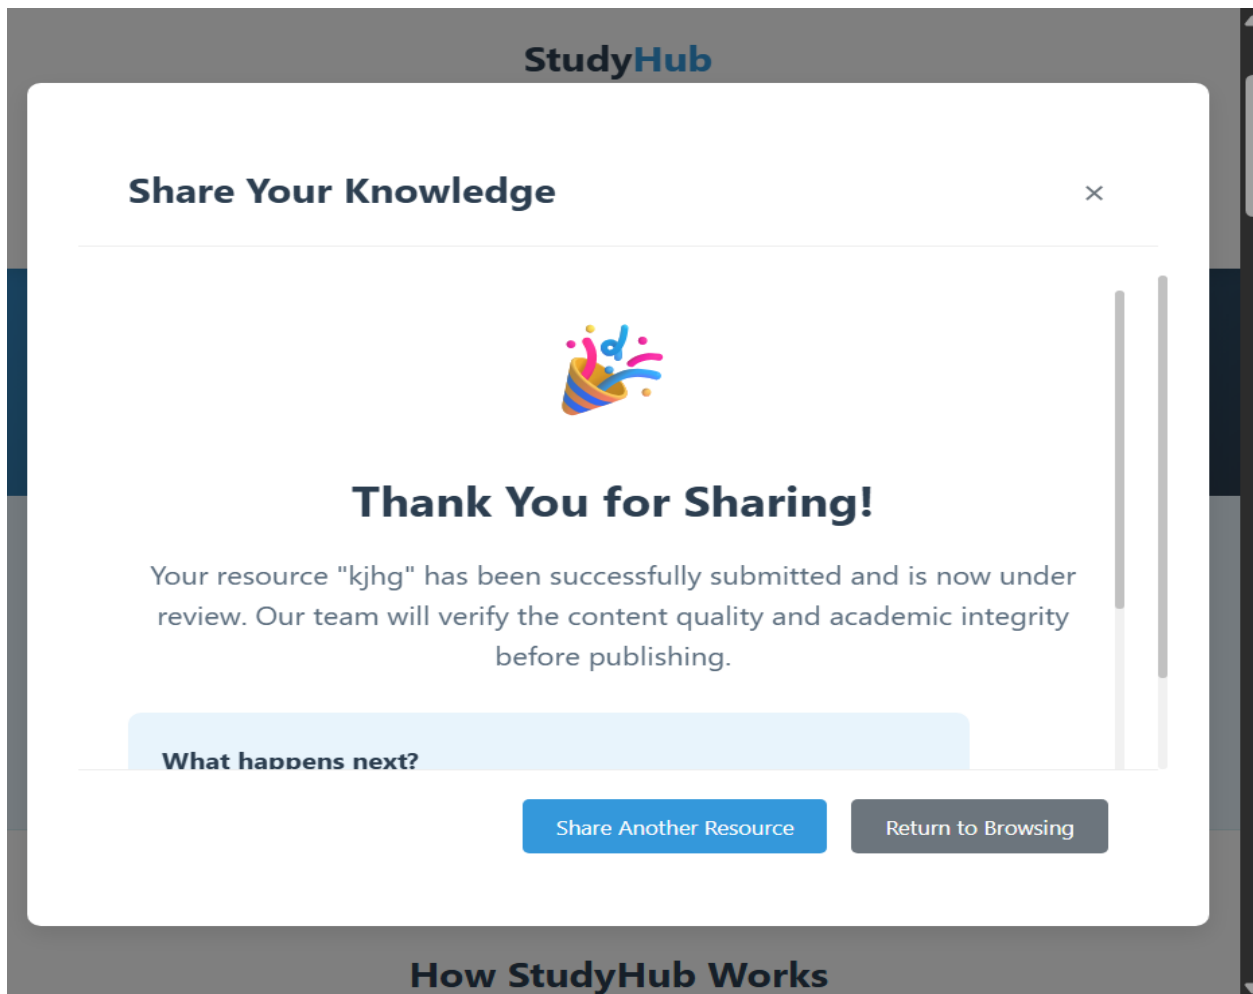 StudyHub
Share Your Knowledge
×
Thank You for Sharing!
Your resource "kjhg" has been successfully submitted and is now under
review. Our team will verify the content quality and academic integrity
before publishing.
What happens next?
Share Another Resource
Return to Browsing
How StudyHub Works